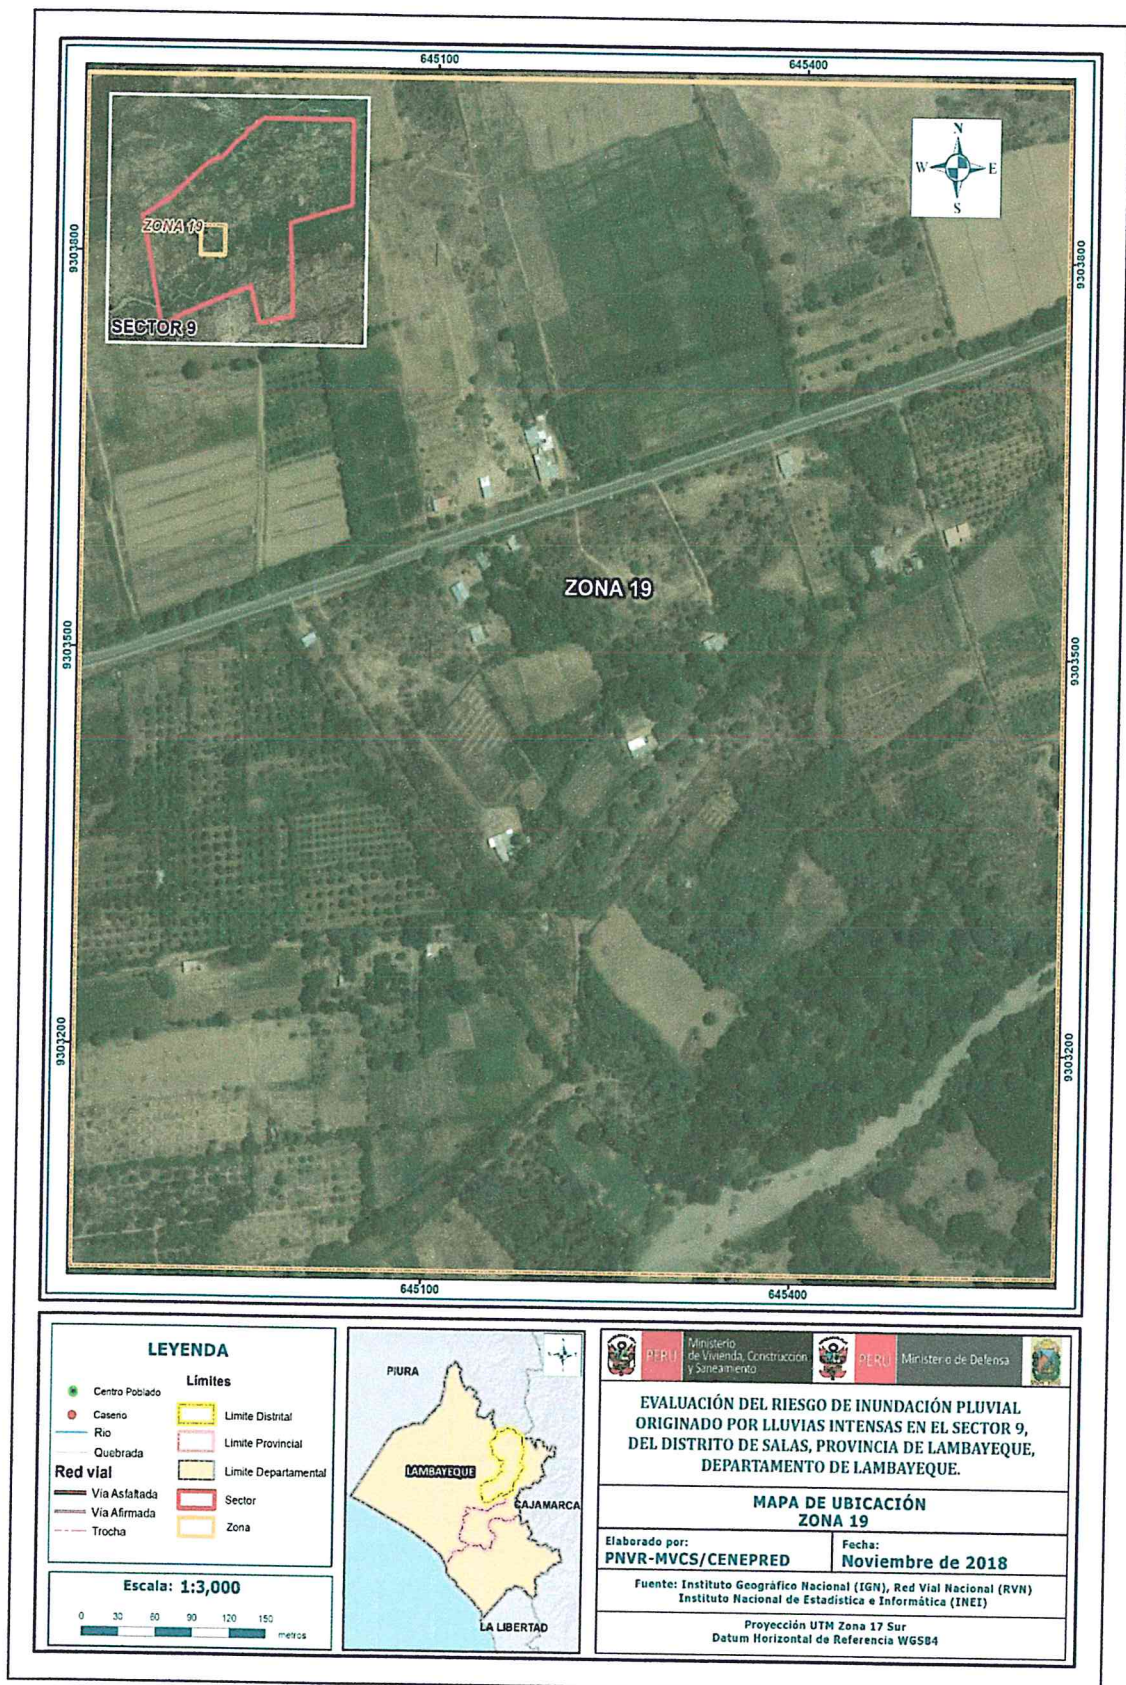 645100
645400
N
W
E
S
ZONA 19
SECTOR 9
9303800
9303800
ZONA 19
9303500
9303500
9303200
9303200
645100
645400
LEYENDA
Centro Poblado
Caserio
Rio
Quebrada
Red vial
Vía Asfaltada
Vía Afirmada
Trocha
Límites
Limite Distrital
Limite Provincial
Limite Departamental
Sector
Zona
Escala: 1:3,000
0 30 60 90 120 150
metros
PIURA
LAMBAYEQUE
CAJAMARCA
LA LIBERTAD
PERÚ
Ministerio
de Vivienda, Construcción
y Saneamiento
PERÚ
Ministerio de Defensa
EVALUACIÓN DEL RIESGO DE INUNDACIÓN PLUVIAL
ORIGINADO POR LLUVIAS INTENSAS EN EL SECTOR 9,
DEL DISTRITO DE SALAS, PROVINCIA DE LAMBAYEQUE,
DEPARTAMENTO DE LAMBAYEQUE.
MAPA DE UBICACIÓN
ZONA 19
Elaborado por:
PNVR-MVCS/CENEPRED
Fecha:
Noviembre de 2018
Fuente: Instituto Geográfico Nacional (IGN), Red Vial Nacional (RVN)
Instituto Nacional de Estadística e Informática (INEI)
Proyección UTM Zona 17 Sur
Datum Horizontal de Referencia WGS84